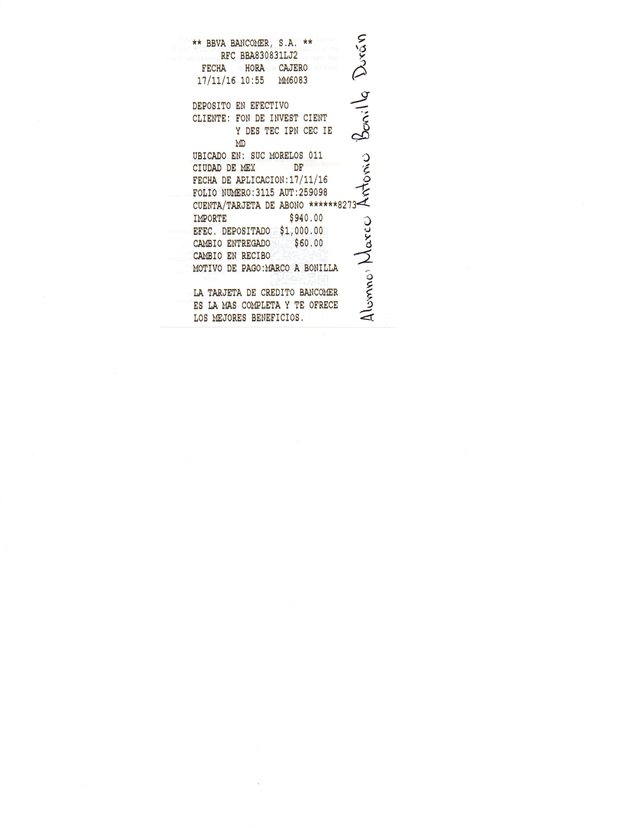 ** BBVA BANCOMER, S.A. **
RFC BBA830831LJ2
FECHA HORA CAJERO
17/11/16 10:55 MM6083
DEPOSITO EN EFECTIVO
CLIENTE: FON DE INVEST CIENT
Y DES TEC IPN CEC IE
MD
UBICADO EN: SUC MORELOS 011
CIUDAD DE MEX DF
FECHA DE APLICACION:17/11/16
FOLIO NUMERO:3115 AUT:259098
CUENTA/TARJETA DE ABONO ******8273
IMPORTE $940.00
EFEC. DEPOSITADO $1,000.00
CAMBIO ENTREGADO $60.00
CAMBIO EN RECIBO
MOTIVO DE PAGO:MARCO A BONILLA
LA TARJETA DE CREDITO BANCOMER
ES LA MAS COMPLETA Y TE OFRECE
LOS MEJORES BENEFICIOS.
Alumno: Marco Antonio Bonilla Durán